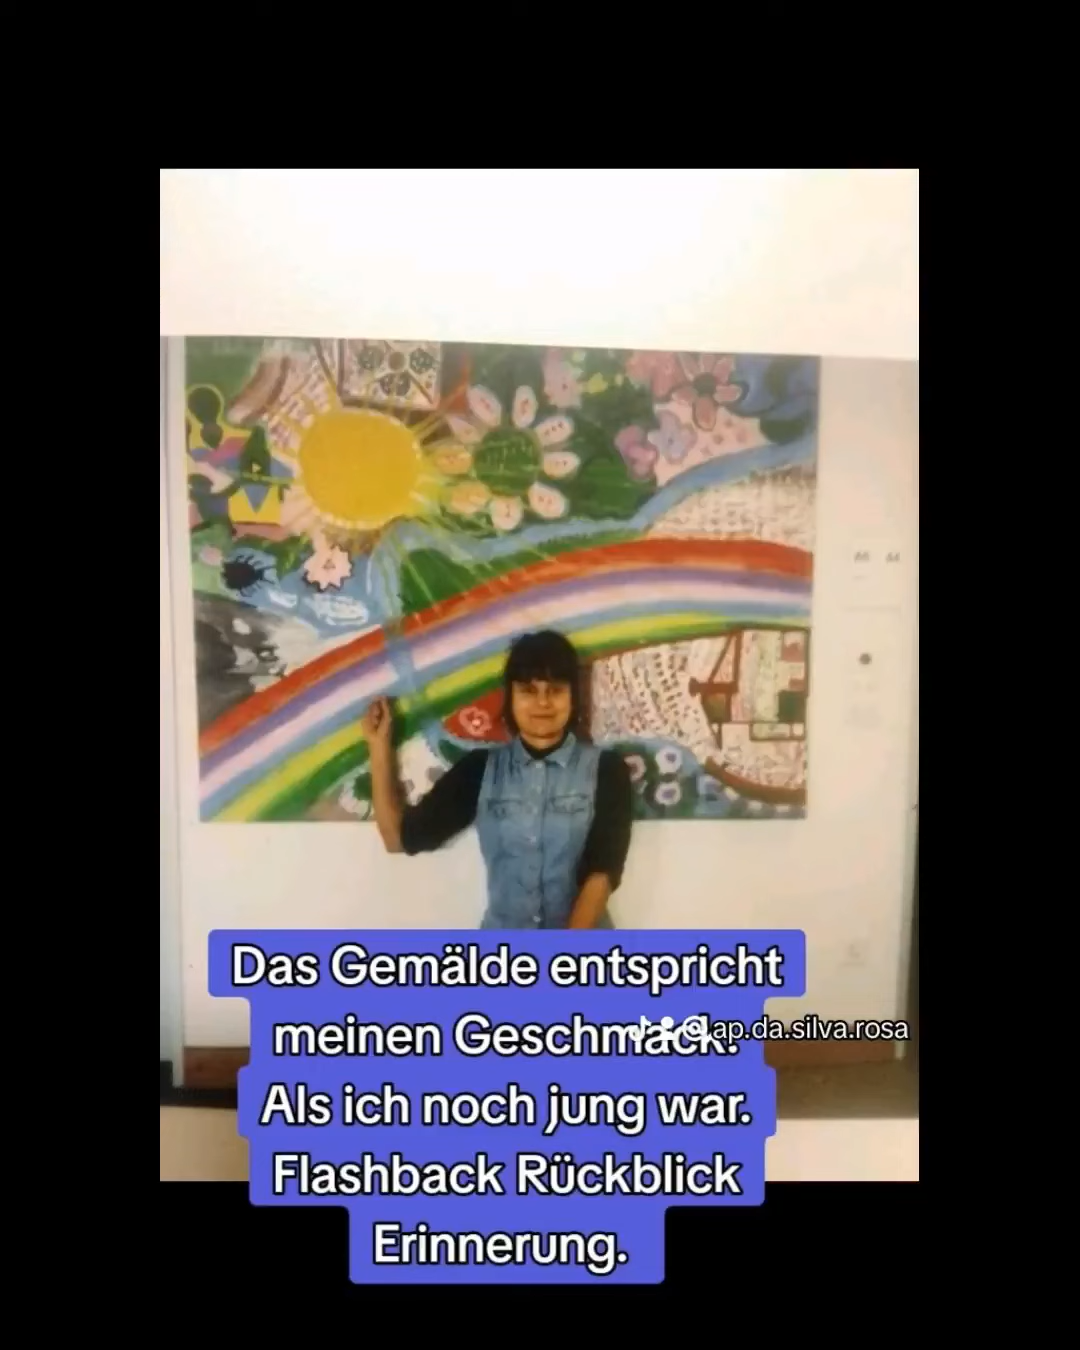 Das Gemälde entspricht
meinen Geschmack.
@ap.da.silva.rosa
Als ich noch jung war.
Flashback Rückblick
Erinnerung.